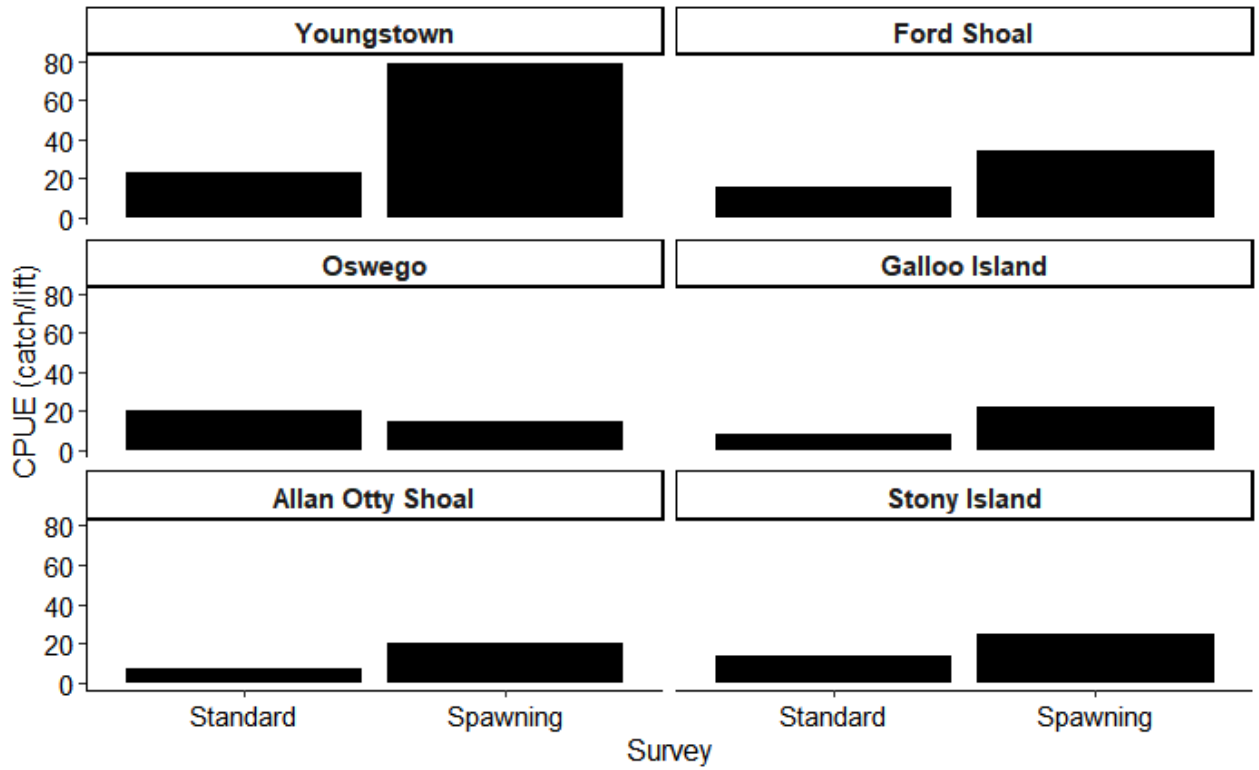 Youngstown
Ford Shoal
80
60
40
20
0
Oswego
Galloo Island
80
60
40
20
0
CPUE (catch/lift)
Allan Otty Shoal
Stony Island
80
60
40
20
0
Standard
Spawning
Standard
Spawning
Survey